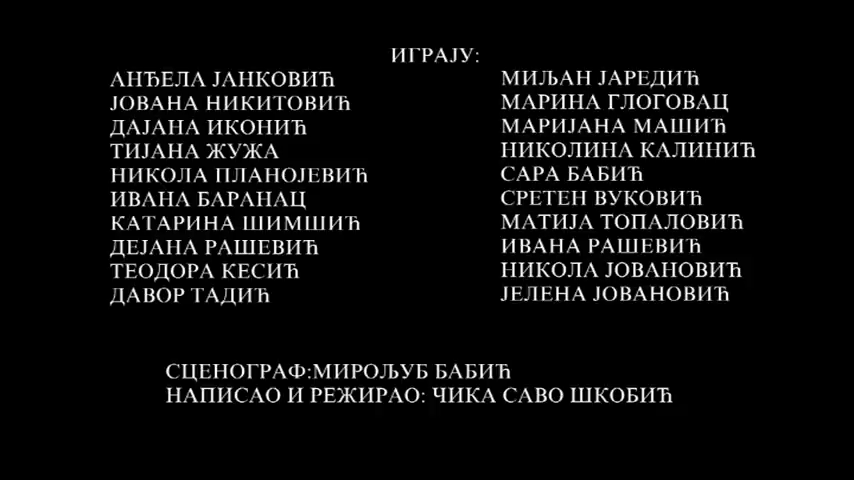 ИГРАЈУ:
АНЂЕЛА ЈАНКОВИЋ
ЈОВАНА НИКИТОВИЋ
ДАЈАНА ИКОНИЋ
ТИЈАНА ЖУЖА
НИКОЛА ПЛАНОЈЕВИЋ
ИВАНА БАРАНАЦ
КАТАРИНА ШИМШИЋ
ДЕЈАНА РАШЕВИЋ
ТЕОДОРА КЕСИЋ
ДАВОР ТАДИЋ
МИЉАН ЈАРЕДИЋ
МАРИНА ГЛОГОВАЦ
МАРИЈАНА МАШИЋ
НИКОЛИНА КАЛИНИЋ
САРА БАБИЋ
СРЕТЕН ВУКОВИЋ
МАТИЈА ТОПАЛОВИЋ
ИВАНА РАШЕВИЋ
НИКОЛА ЈОВАНОВИЋ
ЈЕЛЕНА ЈОВАНОВИЋ
СЦЕНОГРАФ:МИРОЉУБ БАБИЋ
НАПИСАО И РЕЖИРАО: ЧИКА САВО ШКОБИЋ